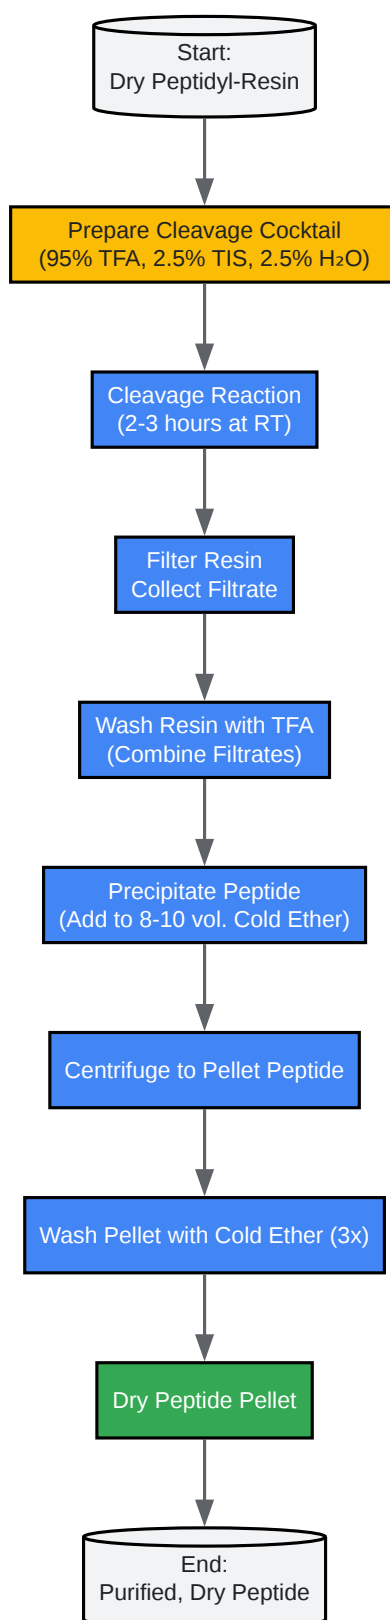 Start:
Dry Peptidyl-Resin
Prepare Cleavage Cocktail
(95% TFA, 2.5% TIS, 2.5% H₂O)
Cleavage Reaction
(2-3 hours at RT)
Filter Resin
Collect Filtrate
Wash Resin with TFA
(Combine Filtrates)
Precipitate Peptide
(Add to 8-10 vol. Cold Ether)
Centrifuge to Pellet Peptide
Wash Pellet with Cold Ether (3x)
Dry Peptide Pellet
End:
Purified, Dry Peptide